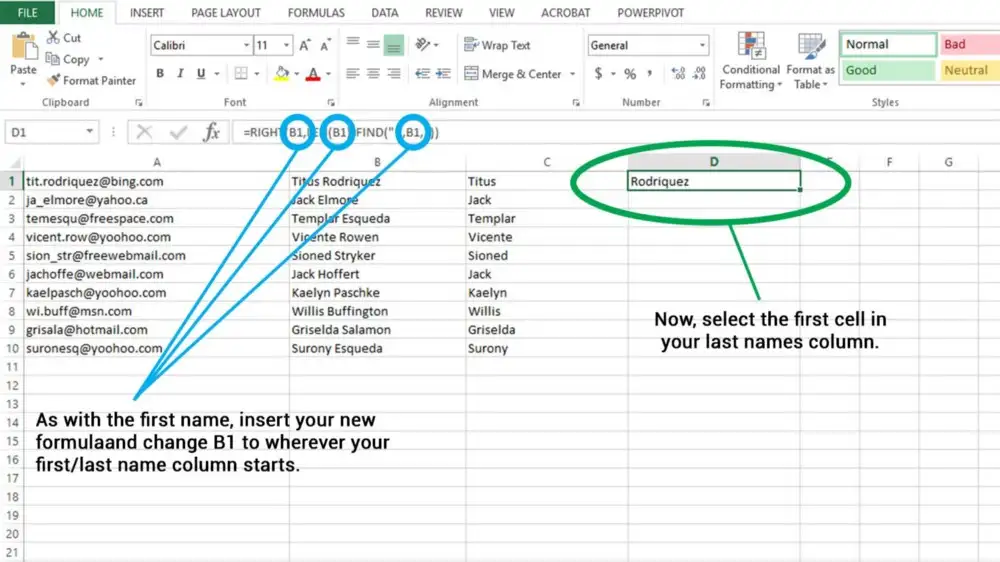 FILE HOME INSERT PAGE LAYOUT FORMULAS DATA REVIEW VIEW ACROBAT POWERPIVOT
Paste
Cut
Copy
Format Painter
Clipboard
Calibri 11 A A
B I U A
Font
Wrap Text
Merge & Center
Alignment
General
$ % ,
Number
Conditional Formatting
Format as Table
Normal Bad
Good Neutral
Styles
D1 fx =RIGHT(B1,LEN(B1)-FIND(" ",B1,1))
A B C D E F G
1 tit.rodriquez@bing.com Titus Rodriquez Titus Rodriquez
2 ja_elmore@yahoo.ca Jack Elmore Jack
3 temesqu@freespace.com Templar Esqueda Templar
4 vicent.row@yoohoo.com Vicente Rowen Vicente
5 sion_str@freewebmail.com Sioned Stryker Sioned
6 jachoffe@webmail.com Jack Hoffert Jack
7 kaelpasch@yoohoo.com Kaelyn Paschke Kaelyn
8 wi.buff@msn.com Willis Buffington Willis
9 grisala@hotmail.com Griselda Salamon Griselda
10 suronesq@yoohoo.com Surony Esqueda Surony
11
12
13
14
15
16
17
18
19
20
21
Now, select the first cell in
your last names column.
As with the first name, insert your new
formulaand change B1 to wherever your
first/last name column starts.